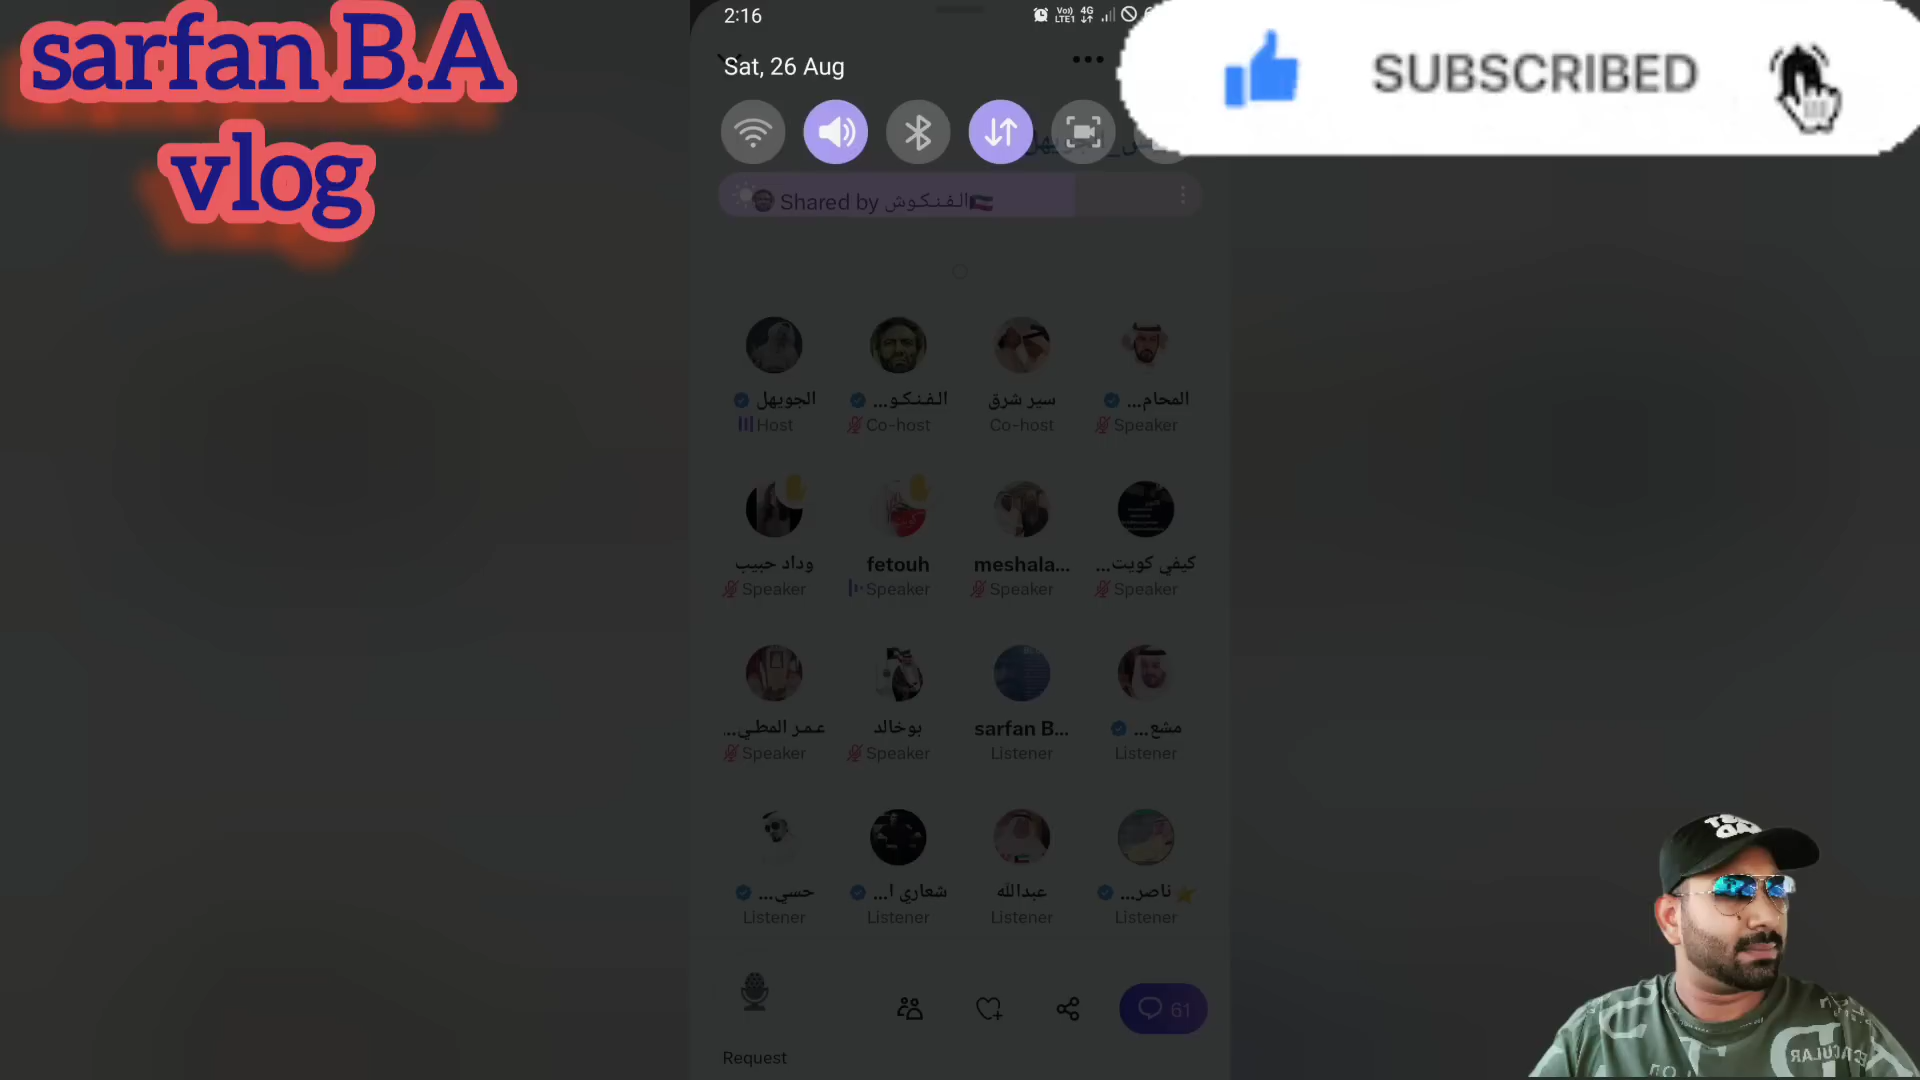 sarfan B.A
vlog
2:16
Sat, 26 Aug
SUBSCRIBED
Shared by الفنكوش🇰🇼
الجويهل
الفنكو...
سير شرق
المحام...
Host
Co-host
Co-host
Speaker
وداد حبيب
fetouh
meshala...
كيفي كويت...
Speaker
Speaker
Speaker
Speaker
عمر المطي...
بوخالد
sarfan B...
مشع...
Speaker
Speaker
Listener
Listener
حسي...
شعاري ا...
عبدالله
ناصر...
Listener
Listener
Listener
Listener
61
Request